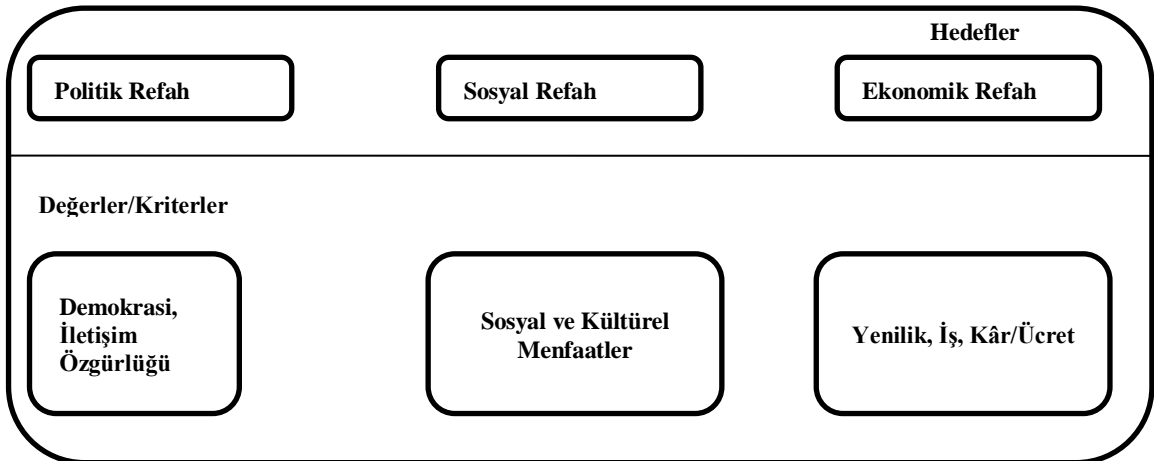 Hedefler
Politik Refah
Sosyal Refah
Ekonomik Refah
Değerler/Kriterler
Demokrasi,
İletişim
Özgürlüğü
Sosyal ve Kültürel
Menfaatler
Yenilik, İş, Kâr/Ücret